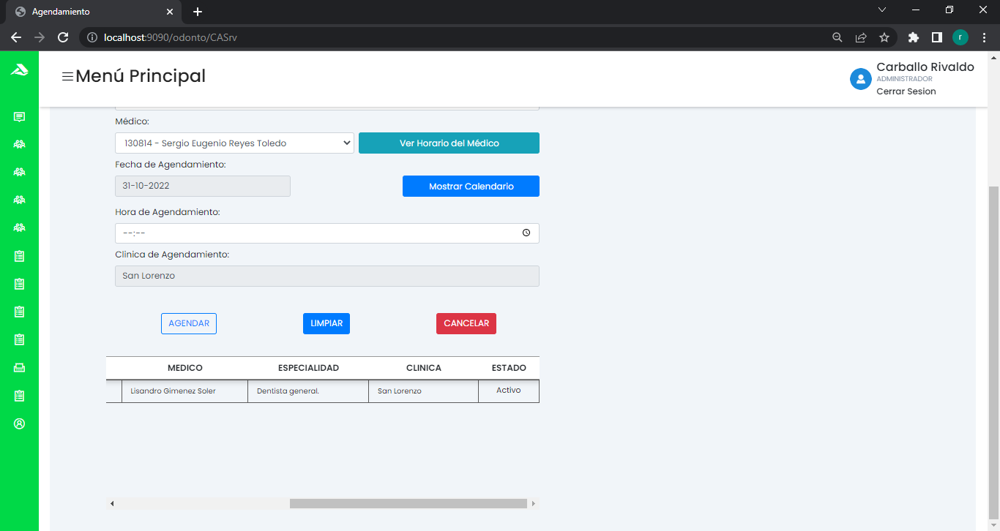 Agendamiento
localhost:9090/odonto/CASrv
r
Menú Principal
Carballo Rivaldo
ADMINISTRADOR
Cerrar Sesion
Médico:
130814 - Sergio Eugenio Reyes Toledo
Ver Horario del Médico
Fecha de Agendamiento:
31-10-2022
Mostrar Calendario
Hora de Agendamiento:
--:--
Clinica de Agendamiento:
San Lorenzo
AGENDAR LIMPIAR CANCELAR
MEDICO ESPECIALIDAD CLINICA ESTADO
Lisandro Gimenez Soler Dentista general. San Lorenzo Activo